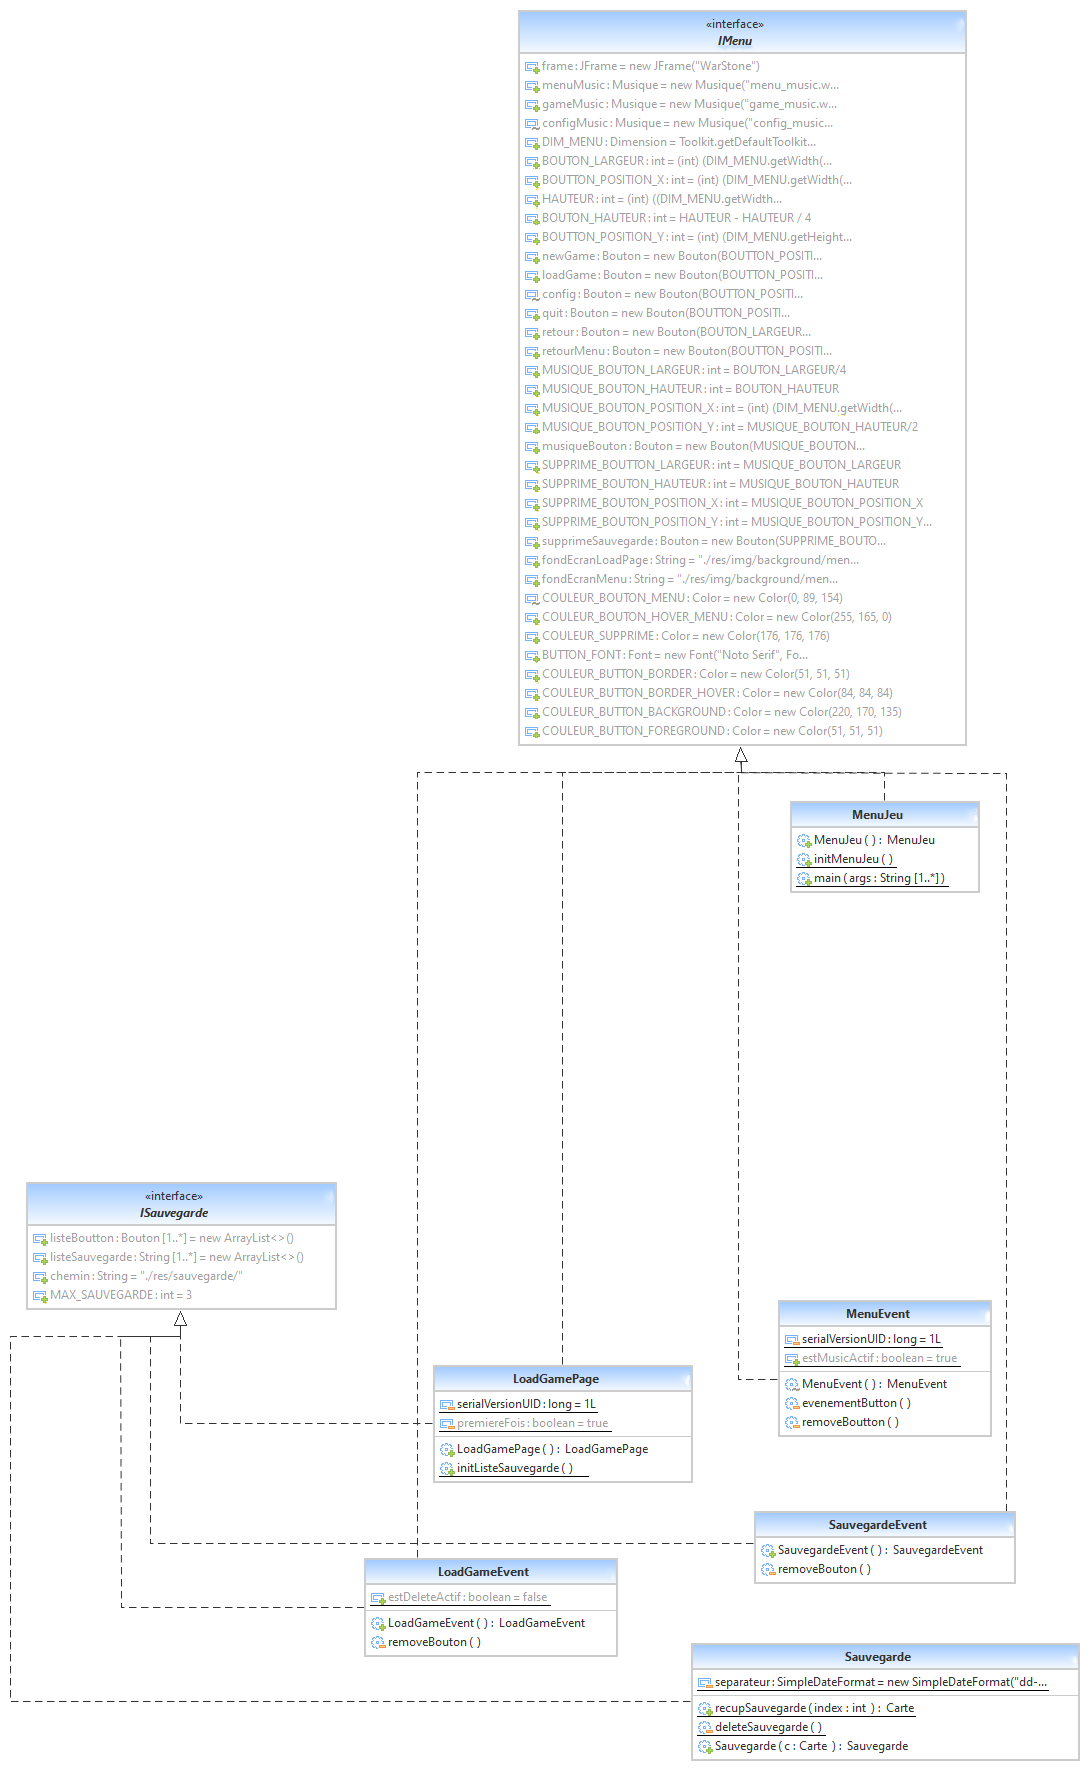 «interface»
IMenu
frame : JFrame = new JFrame("WarStone")
menuMusic : Musique = new Musique("menu_music.w...
gameMusic : Musique = new Musique("game_music.w...
configMusic : Musique = new Musique("config_music...
DIM_MENU : Dimension = Toolkit.getDefaultToolkit...
BOUTON_LARGEUR : int = (int) (DIM_MENU.getWidth(...
BOUTTON_POSITION_X : int = (int) (DIM_MENU.getWidth(...
HAUTEUR : int = (int) ((DIM_MENU.getWidth...
BOUTON_HAUTEUR : int = HAUTEUR - HAUTEUR / 4
BOUTTON_POSITION_Y : int = (int) (DIM_MENU.getHeight...
newGame : Bouton = new Bouton(BOUTTON_POSITI...
loadGame : Bouton = new Bouton(BOUTTON_POSITI...
config : Bouton = new Bouton(BOUTTON_POSITI...
quit : Bouton = new Bouton(BOUTTON_POSITI...
retour : Bouton = new Bouton(BOUTON_LARGEUR...
retourMenu : Bouton = new Bouton(BOUTTON_POSITI...
MUSIQUE_BOUTON_LARGEUR : int = BOUTON_LARGEUR/4
MUSIQUE_BOUTON_HAUTEUR : int = BOUTON_HAUTEUR
MUSIQUE_BOUTON_POSITION_X : int = (int) (DIM_MENU.getWidth(...
MUSIQUE_BOUTON_POSITION_Y : int = MUSIQUE_BOUTON_HAUTEUR/2
musiqueBouton : Bouton = new Bouton(MUSIQUE_BOUTON...
SUPPRIME_BOUTTON_LARGEUR : int = MUSIQUE_BOUTON_LARGEUR
SUPPRIME_BOUTON_HAUTEUR : int = MUSIQUE_BOUTON_HAUTEUR
SUPPRIME_BOUTON_POSITION_X : int = MUSIQUE_BOUTON_POSITION_X
SUPPRIME_BOUTON_POSITION_Y : int = MUSIQUE_BOUTON_POSITION_Y...
supprimeSauvegarde : Bouton = new Bouton(SUPPRIME_BOUTO...
fondEcranLoadPage : String = "./res/img/background/men...
fondEcranMenu : String = "./res/img/background/men...
COULEUR_BOUTON_MENU : Color = new Color(0, 89, 154)
COULEUR_BOUTON_HOVER_MENU : Color = new Color(255, 165, 0)
COULEUR_SUPPRIME : Color = new Color(176, 176, 176)
BUTTON_FONT : Font = new Font("Noto Serif", Fo...
COULEUR_BUTTON_BORDER : Color = new Color(51, 51, 51)
COULEUR_BUTTON_BORDER_HOVER : Color = new Color(84, 84, 84)
COULEUR_BUTTON_BACKGROUND : Color = new Color(220, 170, 135)
COULEUR_BUTTON_FOREGROUND : Color = new Color(51, 51, 51)
MenuJeu
MenuJeu ( ) : MenuJeu
initMenuJeu ( )
main ( args : String [1..*] )
«interface»
ISauvegarde
listeBoutton : Bouton [1..*] = new ArrayList<>()
listeSauvegarde : String [1..*] = new ArrayList<>()
chemin : String = "./res/sauvegarde/"
MAX_SAUVEGARDE : int = 3
MenuEvent
serialVersionUID : long = 1L
estMusicActif : boolean = true
MenuEvent ( ) : MenuEvent
evenementButton ( )
removeBoutton ( )
LoadGamePage
serialVersionUID : long = 1L
premiereFois : boolean = true
LoadGamePage ( ) : LoadGamePage
initListeSauvegarde ( )
SauvegardeEvent
SauvegardeEvent ( ) : SauvegardeEvent
removeBouton ( )
LoadGameEvent
estDeleteActif : boolean = false
LoadGameEvent ( ) : LoadGameEvent
removeBouton ( )
Sauvegarde
separateur : SimpleDateFormat = new SimpleDateFormat("dd-...
recupSauvegarde ( index : int ) : Carte
deleteSauvegarde ( )
Sauvegarde ( c : Carte ) : Sauvegarde